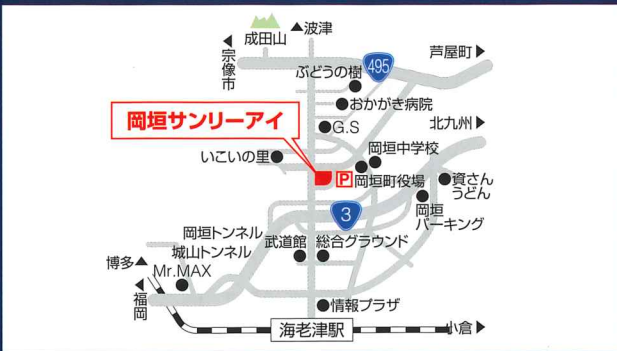 ▲波津
成田山
◀宗像市
芦屋町▶
495
ぶどうの樹
おかがき病院
G.S
北九州▶
岡垣サンリーアイ
岡垣中学校
いこいの里
P
岡垣町役場
資さん
うどん
岡垣
パーキング
3
岡垣トンネル
城山トンネル
武道館
総合グラウンド
博多▲
Mr.MAX
◀福岡
情報プラザ
海老津駅
小倉▶